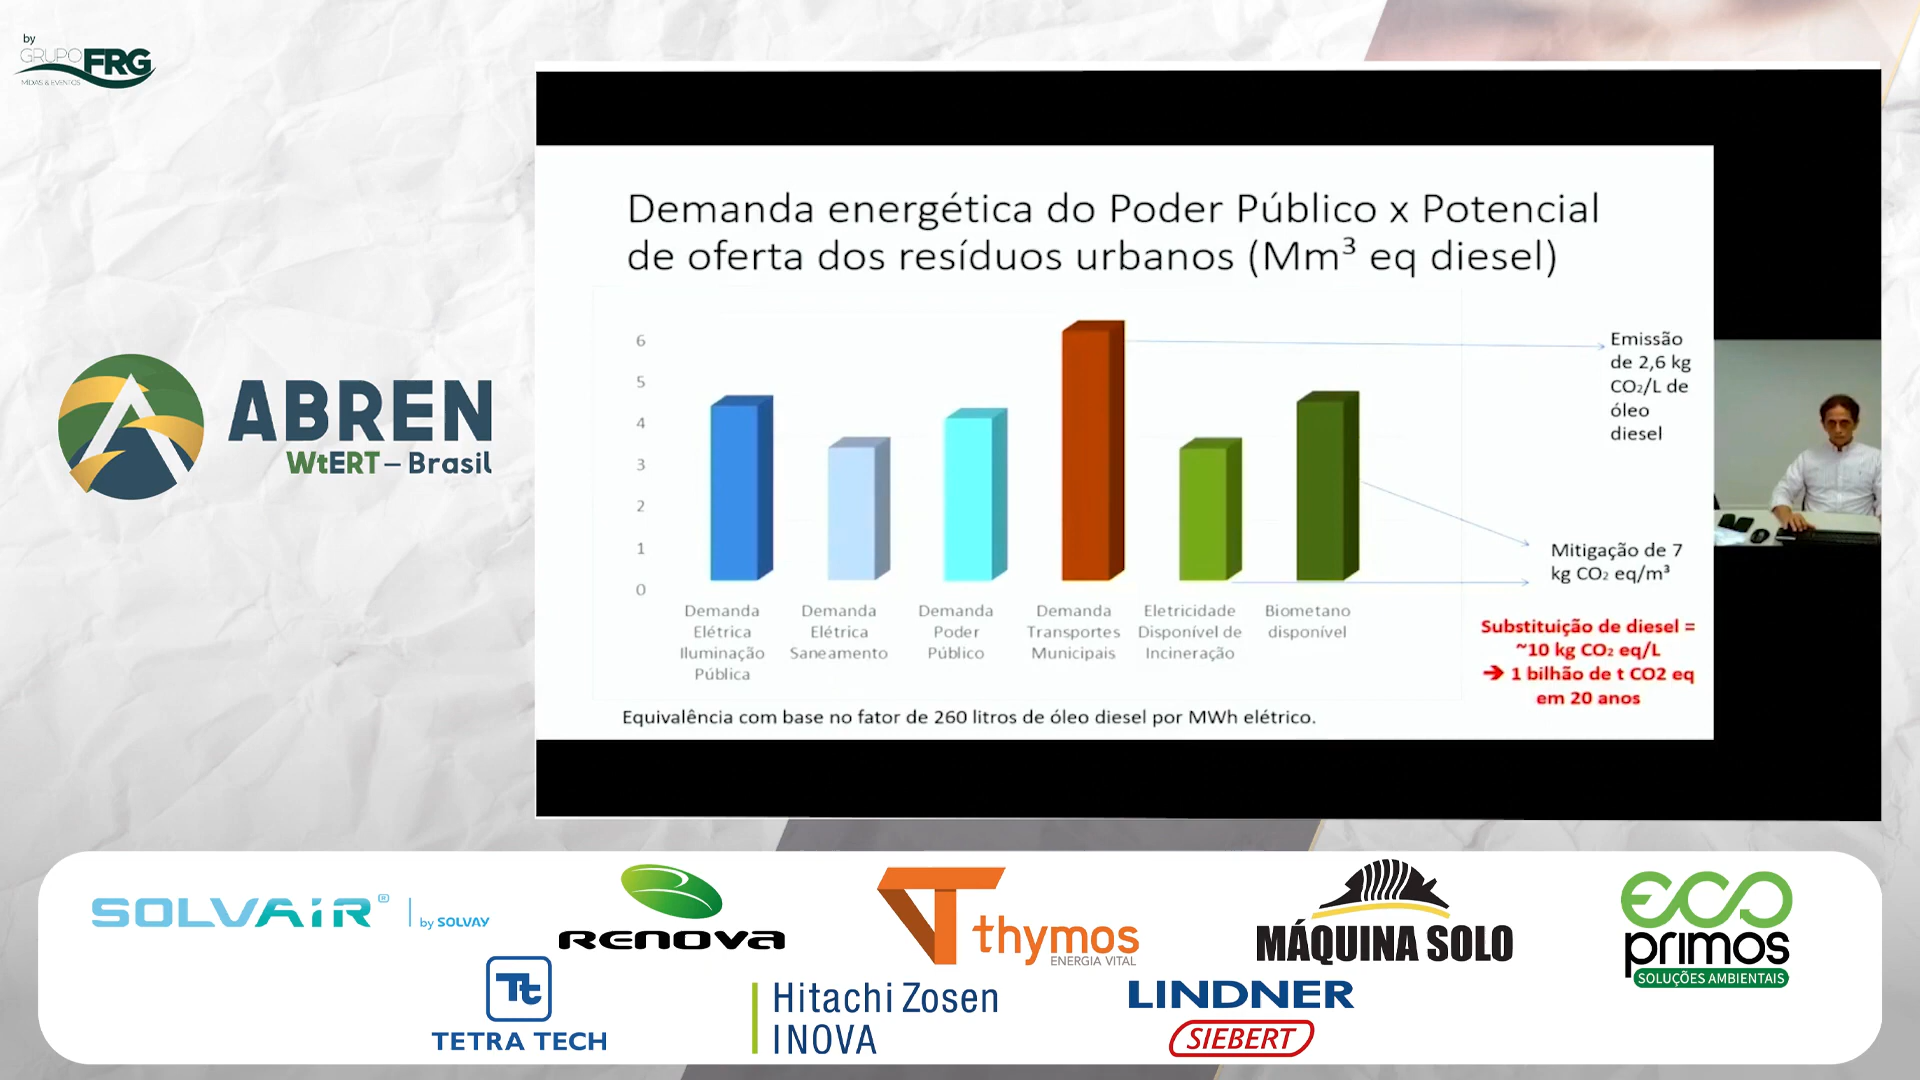 by
GRUPO FRG
MÍDIAS & EVENTOS
ABREN
WtERT – Brasil
Demanda energética do Poder Público x Potencial
de oferta dos resíduos urbanos (Mm³ eq diesel)
6
5
4
3
2
1
0
Demanda
Elétrica
Iluminação
Pública
Demanda
Elétrica
Saneamento
Demanda
Poder
Público
Demanda
Transportes
Municipais
Eletricidade
Disponível de
Incineração
Biometano
disponível
Emissão
de 2,6 kg
CO₂/L de
óleo
diesel
Mitigação de 7
kg CO₂ eq/m³
Substituição de diesel =
~10 kg CO₂ eq/L
➔ 1 bilhão de t CO2 eq
em 20 anos
Equivalência com base no fator de 260 litros de óleo diesel por MWh elétrico.
SOLVAIR® | by SOLVAY
RENOVA
thymos
ENERGIA VITAL
MÁQUINA SOLO
ECO
primos
SOLUÇÕES AMBIENTAIS
Tt
TETRA TECH
Hitachi Zosen
INOVA
LINDNER
SIEBERT